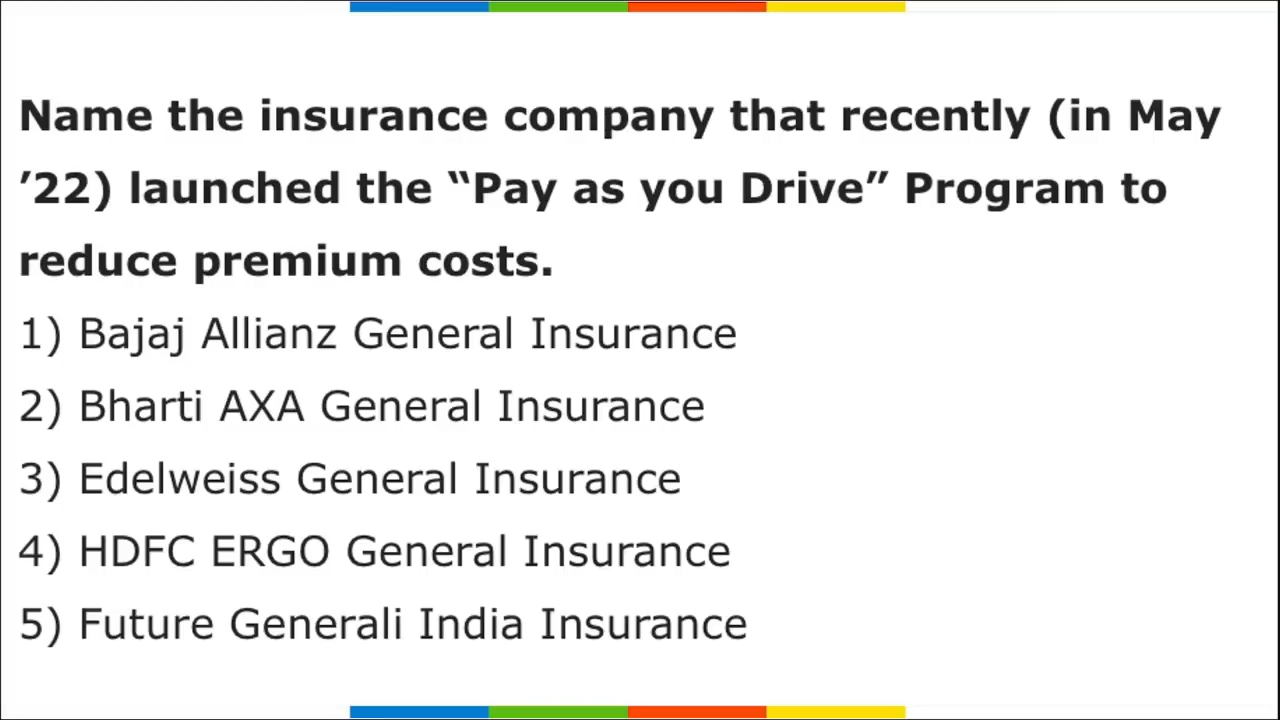 Name the insurance company that recently (in May
’22) launched the “Pay as you Drive” Program to
reduce premium costs.
1) Bajaj Allianz General Insurance
2) Bharti AXA General Insurance
3) Edelweiss General Insurance
4) HDFC ERGO General Insurance
5) Future Generali India Insurance